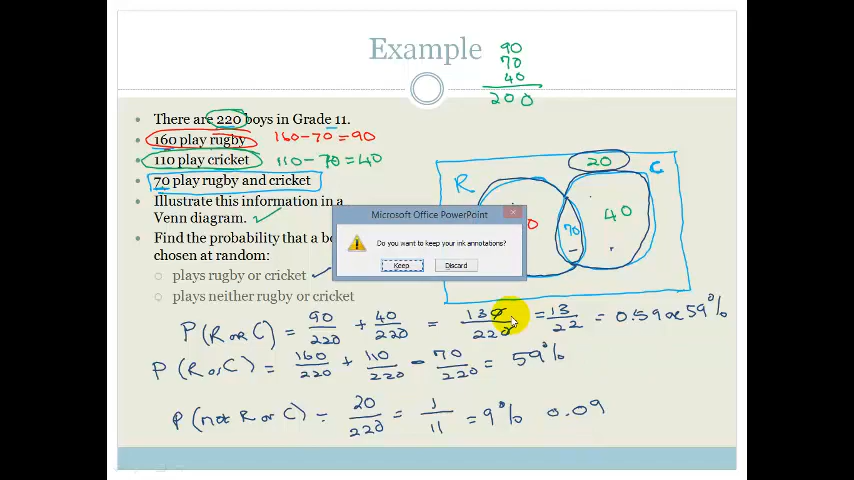 Example
90
70
40
200
There are 220 boys in Grade 11.
160 play rugby 160-70=90
110 play cricket 110-70=40
70 play rugby and cricket
Illustrate this information in a
Venn diagram.
Find the probability that a
chosen at random:
plays rugby or cricket
plays neither rugby or cricket
20
R
C
0
70
40
Microsoft Office PowerPoint
Do you want to keep your ink annotations?
Keep
Discard
P(R or C) = 90/220 + 40/220 = 130/220 = 13/22 = 0.59 or 59%
P(R or C) = 160/220 + 110/220 - 70/220 = 59%
P(not R or C) = 20/220 = 1/11 = 9% 0.09